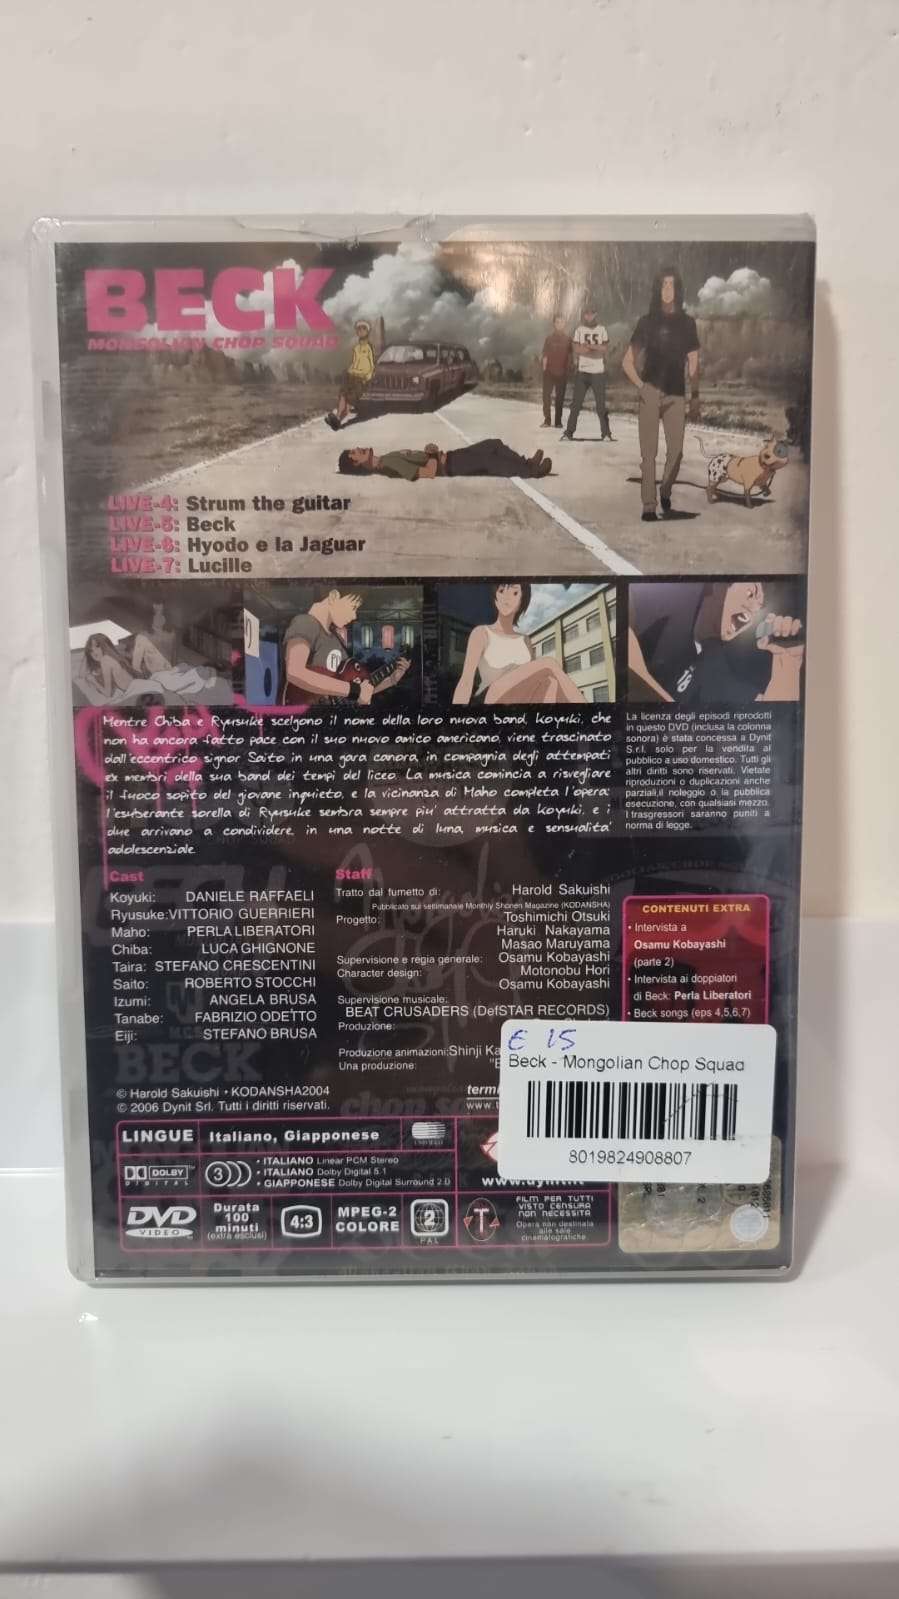 BECK
MONGOLIAN CHOP SQUAD
55
LIVE-4: Strum the guitar
LIVE-5: Beck
LIVE-6: Hyodo e la Jaguar
LIVE-7: Lucille
Mentre Chiba e Ryusuke scelgono il nome della loro nuova band, Koyuki, che
non ha ancora fatto pace con il suo nuovo amico americano, viene trascinato
dall'eccentrico signor Saito in una gara canora, in compagnia degli attempati
ex membri della sua band dei tempi del liceo. La musica comincia a risvegliare
il fuoco sopito del giovane inquieto, e la vicinanza di Maho completa l'opera:
l'esuberante sorella di Ryusuke sembra sempre piu' attratta da Koyuki, e i
due arrivano a condividere, in una notte di luna, musica e sensualita'
adolescenziale.
La licenza degli episodi riprodotti
in questo DVD (inclusa la colonna
sonora) è stata concessa a Dynit
S.r.l. solo per la vendita al
pubblico a uso domestico. Tutti gli
altri diritti sono riservati. Vietate
riproduzioni o duplicazioni anche
parziali,il noleggio o la pubblica
esecuzione, con qualsiasi mezzo.
I trasgressori saranno puniti a
norma di legge.
Cast
Koyuki: DANIELE RAFFAELI
Ryusuke:VITTORIO GUERRIERI
Maho: PERLA LIBERATORI
Chiba: LUCA GHIGNONE
Taira: STEFANO CRESCENTINI
Saito: ROBERTO STOCCHI
Izumi: ANGELA BRUSA
Tanabe: FABRIZIO ODETTO
Eiji: STEFANO BRUSA
Staff
Tratto dal fumetto di: Harold Sakuishi
Pubblicato sul settimanale Monthly Shonen Magazine (KODANSHA)
Progetto: Toshimichi Otsuki
Haruki Nakayama
Masao Maruyama
Supervisione e regia generale: Osamu Kobayashi
Character design: Motonobu Hori
Osamu Kobayashi
Supervisione musicale:
BEAT CRUSADERS (DefSTAR RECORDS)
Produzione:
Produzione animazioni:Shinji Ka
Una produzione: "B
CONTENUTI EXTRA
• Intervista a
Osamu Kobayashi
(parte 2)
• Intervista ai doppiatori
di Beck: Perla Liberatori
• Beck songs (eps 4,5,6,7)
€ 15
Beck - Mongolian Chop Squad
8019824908807
BECK
© Harold Sakuishi • KODANSHA2004
© 2006 Dynit Srl. Tutti i diritti riservati.
termi
www.t
LINGUE Italiano, Giapponese
DOLBY
DIGITAL
3
• ITALIANO Linear PCM Stereo
• ITALIANO Dolby Digital 5.1
• GIAPPONESE Dolby Digital Surround 2.0
www.dynit.it
DVD
VIDEO
Durata
100
minuti
(extra esclusi)
4:3
MPEG-2
COLORE
2
PAL
T
FILM PER TUTTI
VISTO CENSURA
NON NECESSITA
Opera non destinata
alle sale
cinematografiche